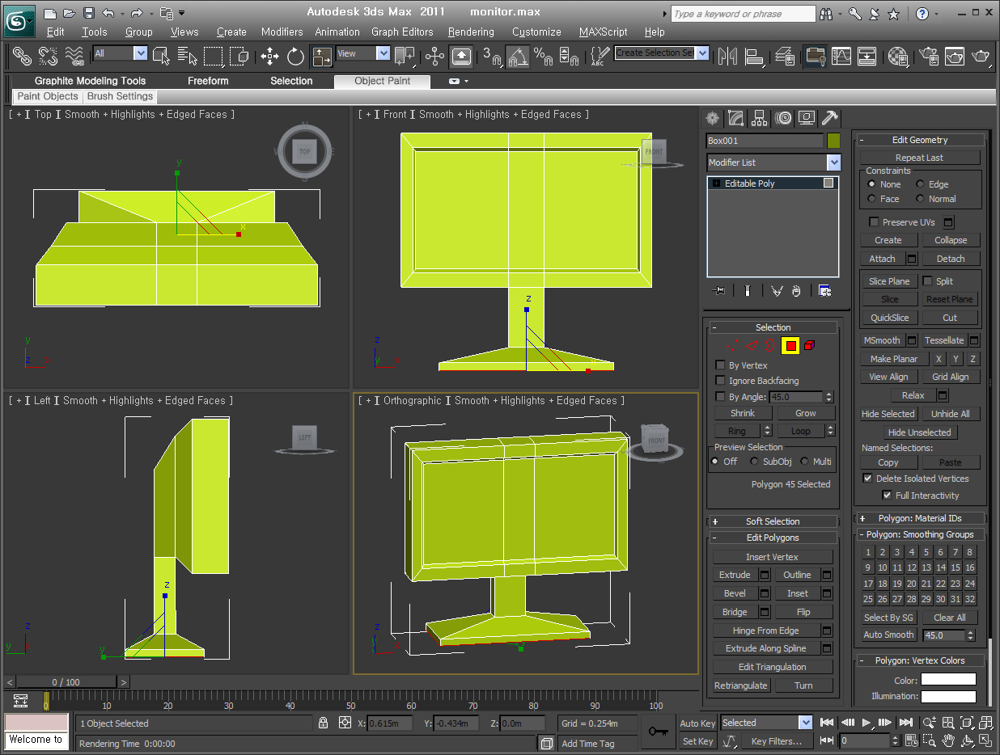 Autodesk 3ds Max 2011 monitor.max Type a keyword or phrase
Edit Tools Group Views Create Modifiers Animation Graph Editors Rendering Customize MAXScript Help
All View 3 % ABC Create Selection Se
Graphite Modeling Tools Freeform Selection Object Paint
Paint Objects Brush Settings
[ + ] Top ] Smooth + Highlights + Edged Faces ]
N
TOP
W E
S
y
x
y
z
[ + ] Front ] Smooth + Highlights + Edged Faces ]
FRONT
z
z
y
[ + ] Left ] Smooth + Highlights + Edged Faces ]
LEFT
z
y
z
y
[ + ] Orthographic ] Smooth + Highlights + Edged Faces ]
FRONT
z
x
y
0 / 100
0 10 20 30 40 50 60 70 80 90 100
Welcome to
1 Object Selected
X: 0.615m Y: -0.434m Z: 0.0m
Grid = 0.254m
Rendering Time 0:00:00
Add Time Tag
Auto Key Selected
Set Key Key Filters...
0
Box001
Modifier List
Editable Poly
- Selection
By Vertex
Ignore Backfacing
By Angle: 45.0
Shrink Grow
Ring Loop
Preview Selection
Off SubObj Multi
Polygon 45 Selected
+ Soft Selection
- Edit Polygons
Insert Vertex
Extrude Outline
Bevel Inset
Bridge Flip
Hinge From Edge
Extrude Along Spline
Edit Triangulation
Retriangulate Turn
- Edit Geometry
Repeat Last
Constraints
None Edge
Face Normal
Preserve UVs
Create Collapse
Attach Detach
Slice Plane Split
Slice Reset Plane
QuickSlice Cut
MSmooth Tessellate
Make Planar X Y Z
View Align Grid Align
Relax
Hide Selected Unhide All
Hide Unselected
Named Selections:
Copy Paste
Delete Isolated Vertices
Full Interactivity
+ Polygon: Material IDs
- Polygon: Smoothing Groups
1 2 3 4 5 6 7 8
9 10 11 12 13 14 15 16
17 18 19 20 21 22 23 24
25 26 27 28 29 30 31 32
Select By SG Clear All
Auto Smooth 45.0
- Polygon: Vertex Colors
Color:
Illumination: